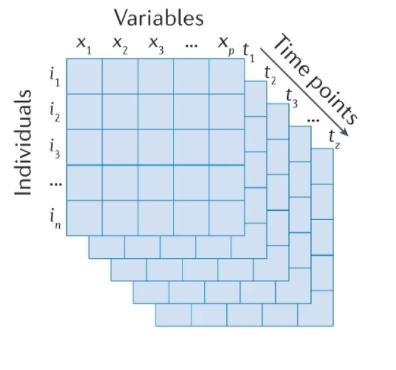 Variables
x1 x2 x3 ... xp
t1
t2
t3
...
tz
Time points
Individuals
i1
i2
i3
...
in